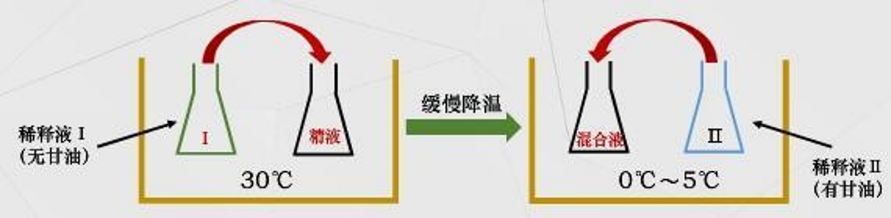 稀释液Ⅰ
(无甘油)
Ⅰ
精液
30℃
缓慢降温
混合液
Ⅱ
0℃～5℃
稀释液Ⅱ
(有甘油)